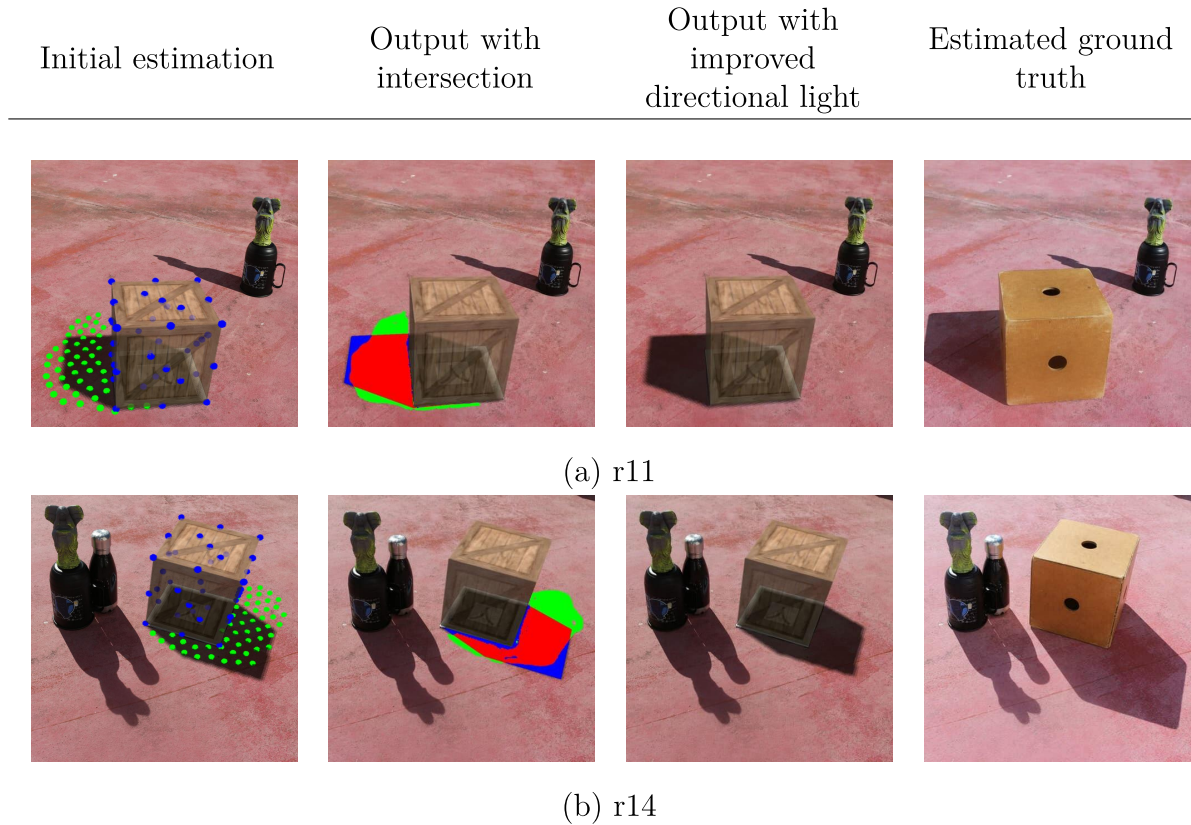 Initial estimation
Output with
intersection
Output with
improved
directional light
Estimated ground
truth
(a) r11
(b) r14